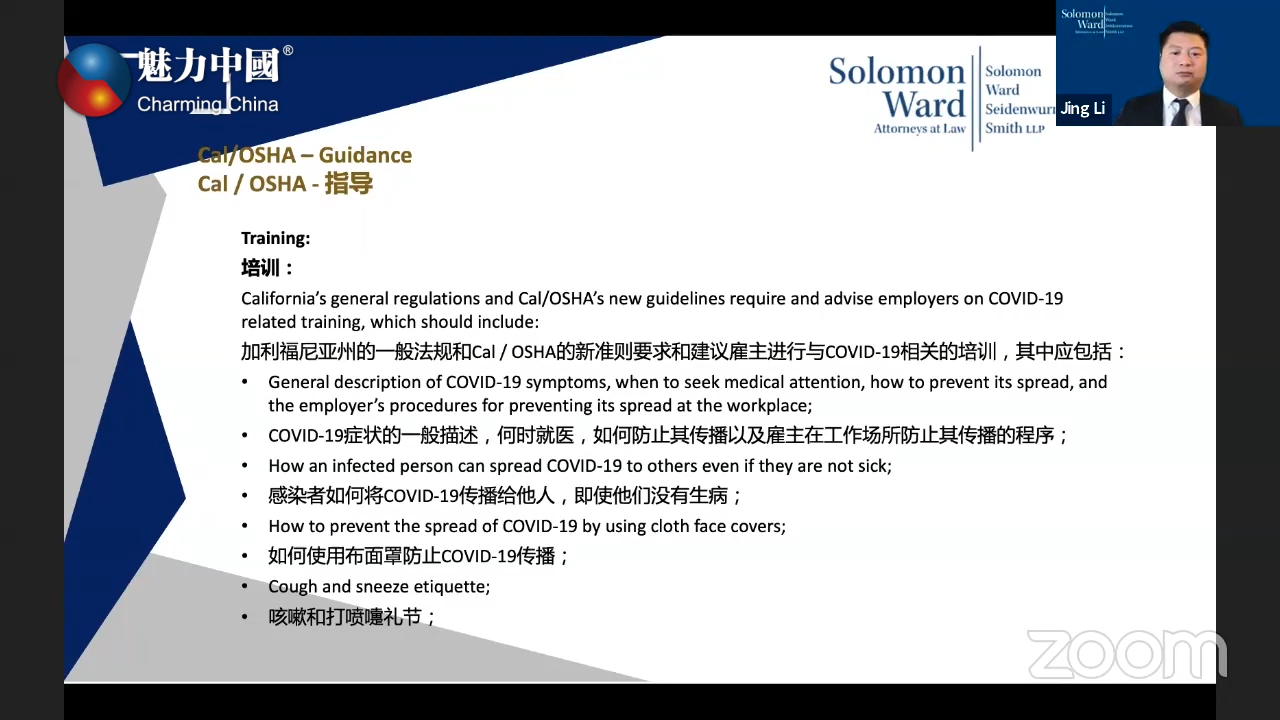 魅力中國®
Charming China
Solomon
Ward
Attorneys at Law
Solomon
Ward
Smith LLP
Solomon
Ward
Jing Li
Cal/OSHA – Guidance
Cal / OSHA - 指导
Training:
培训：
California's general regulations and Cal/OSHA's new guidelines require and advise employers on COVID-19
related training, which should include:
加利福尼亚州的一般法规和Cal / OSHA的新准则要求和建议雇主进行与COVID-19相关的培训，其中应包括：
• General description of COVID-19 symptoms, when to seek medical attention, how to prevent its spread, and
the employer's procedures for preventing its spread at the workplace;
• COVID-19症状的一般描述，何时就医，如何防止其传播以及雇主在工作场所防止其传播的程序；
• How an infected person can spread COVID-19 to others even if they are not sick;
• 感染者如何将COVID-19传播给他人，即使他们没有生病；
• How to prevent the spread of COVID-19 by using cloth face covers;
• 如何使用布面罩防止COVID-19传播；
• Cough and sneeze etiquette;
• 咳嗽和打喷嚏礼节；
zoom